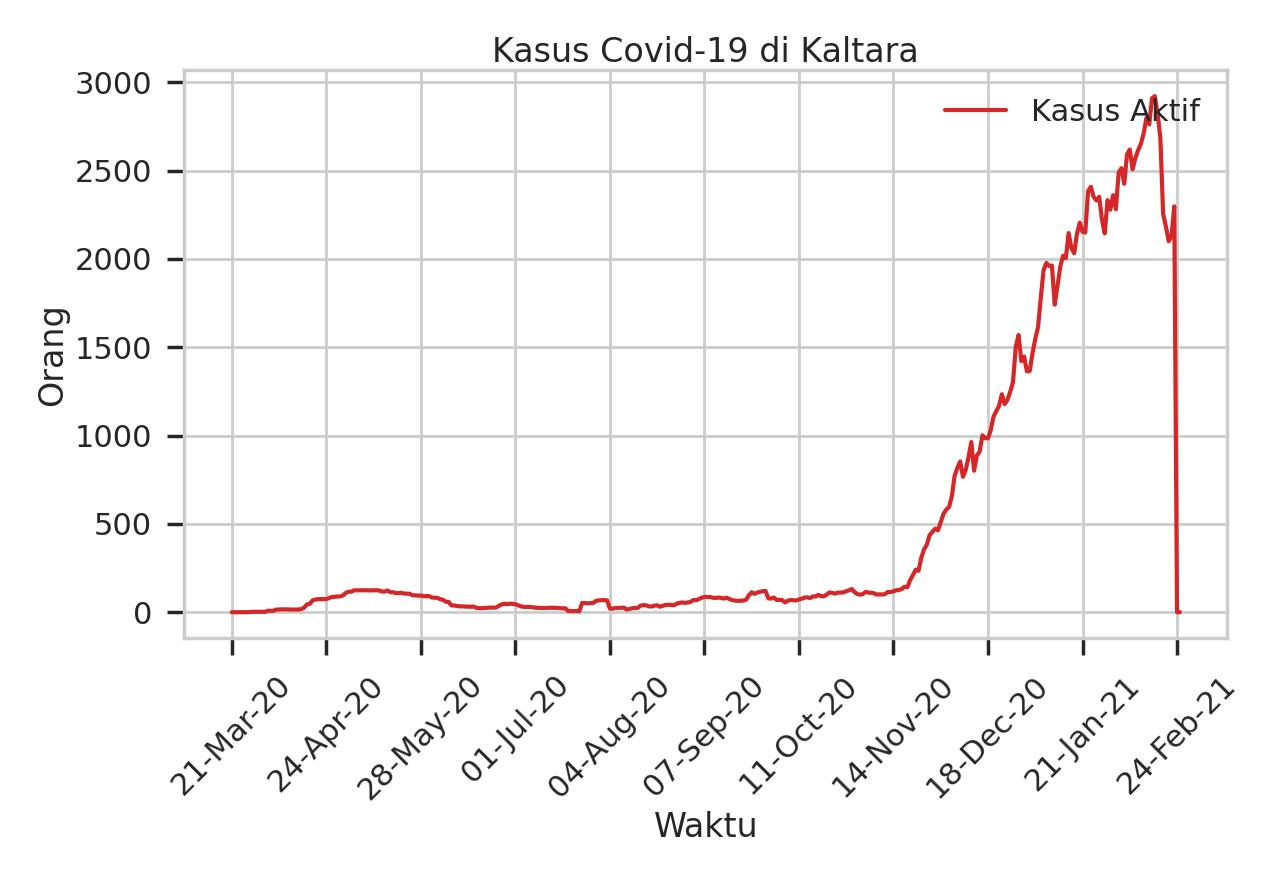 Kasus Covid-19 di Kaltara
Kasus Aktif
3000
2500
2000
1500
1000
500
0
Orang
21-Mar-20
24-Apr-20
28-May-20
01-Jul-20
04-Aug-20
07-Sep-20
11-Oct-20
14-Nov-20
18-Dec-20
21-Jan-21
24-Feb-21
Waktu